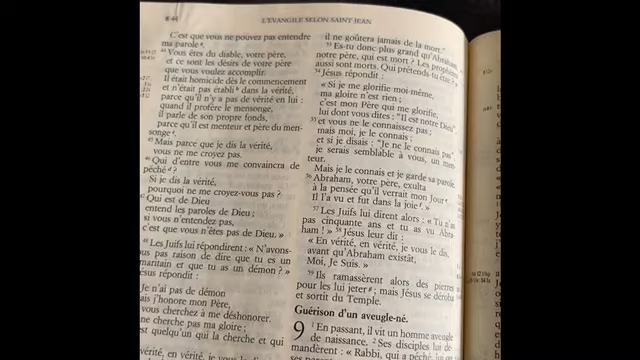 8 44
L'ÉVANGILE SELON SAINT JEAN
C'est que vous ne pouvez pas entendre
ma parole
44 Vous êtes du diable, votre père,
et ce sont les désirs de votre père
que vous voulez accomplir.
Il était homicide dès le commencement
et n'était pas établi dans la vérité,
parce qu'il n'y a pas de vérité en lui :
quand il profère le mensonge,
il parle de son propre fonds,
parce qu'il est menteur et père du men-
songe
45 Mais parce que je dis la vérité,
vous ne me croyez pas.
46 Qui d'entre vous me convaincra de
péché ?
Si je dis la vérité,
pourquoi ne me croyez-vous pas ?
Qui est de Dieu
entend les paroles de Dieu ;
si vous n'entendez pas,
c'est que vous n'êtes pas de Dieu. »
48 Les Juifs lui répondirent : « N'avons-
pas raison de dire que tu es un
maritain et que tu as un démon ? »
Jésus répondit :
Je n'ai pas de démon
ais j'honore mon Père,
vous cherchez à me déshonorer.
ne cherche pas ma gloire ;
est quelqu'un qui la cherche et qui
vérité, en vérité, je vous le
il ne goûtera jamais de la mort."
53 Es-tu donc plus grand qu'Abraham,
notre père, qui est mort ? Les prophètes
aussi sont morts. Qui prétends-tu être ? »
54 Jésus répondit :
« Si je me glorifie moi-même,
ma gloire n'est rien ;
c'est mon Père qui me glorifie,
lui dont vous dites : "Il est notre Dieu"
55 et vous ne le connaissez pas ;
mais moi, je le connais ;
et si je disais : "Je ne le connais pas",
je serais semblable à vous, un men-
teur.
Mais je le connais et je garde sa parole.
56 Abraham, votre père, exulta
à la pensée qu'il verrait mon Jour
Il l'a vu et fut dans la joie. »
57 Les Juifs lui dirent alors : « Tu n'as
pas cinquante ans et tu as vu Abra-
ham ! » 58 Jésus leur dit :
« En vérité, en vérité, je vous le dis,
avant qu'Abraham existât,
Moi, Je Suis. »
59 Ils ramassèrent alors des pierres
pour les lui jeter ; mais Jésus se déroba
et sortit du Temple.
Guérison d'un aveugle-né.
9 1 En passant, il vit un homme aveugle
de naissance. 2 Ses disciples lui de-
mandèrent : « Rabbi, qui a péché, lui ou